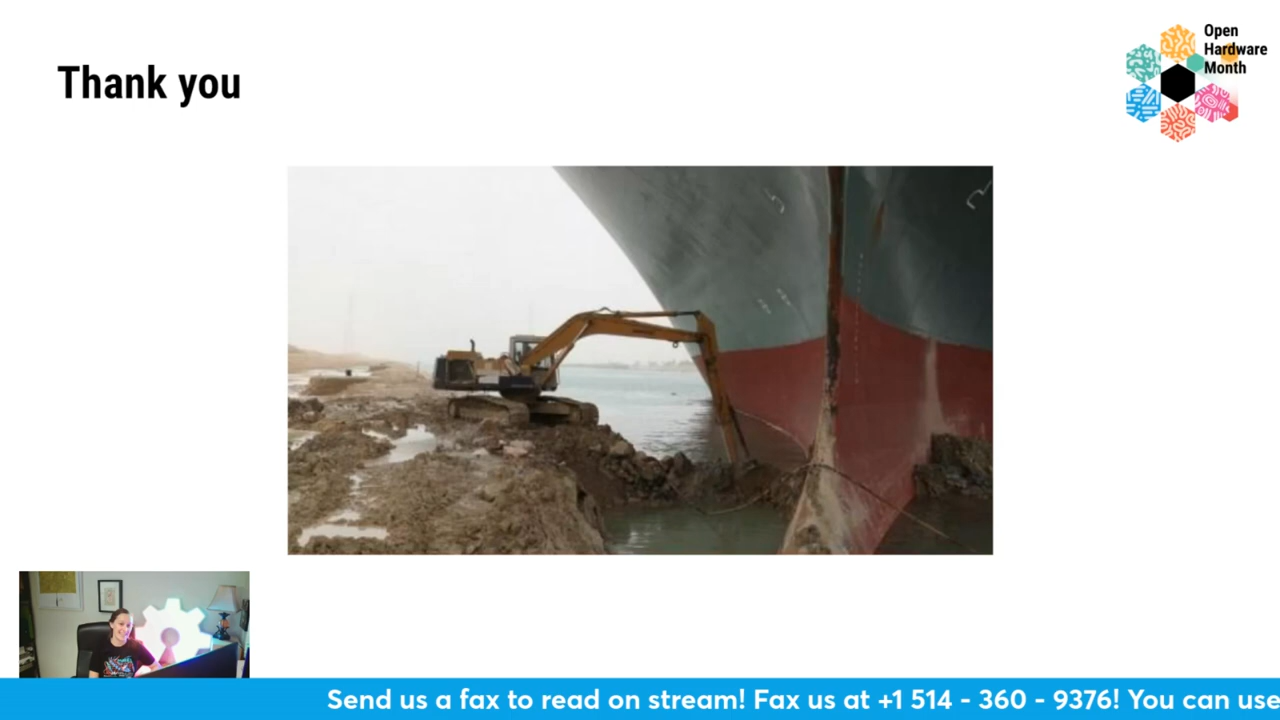 Thank you
Open
Hardware
Month
Send us a fax to read on stream! Fax us at +1 514 - 360 - 9376! You can use